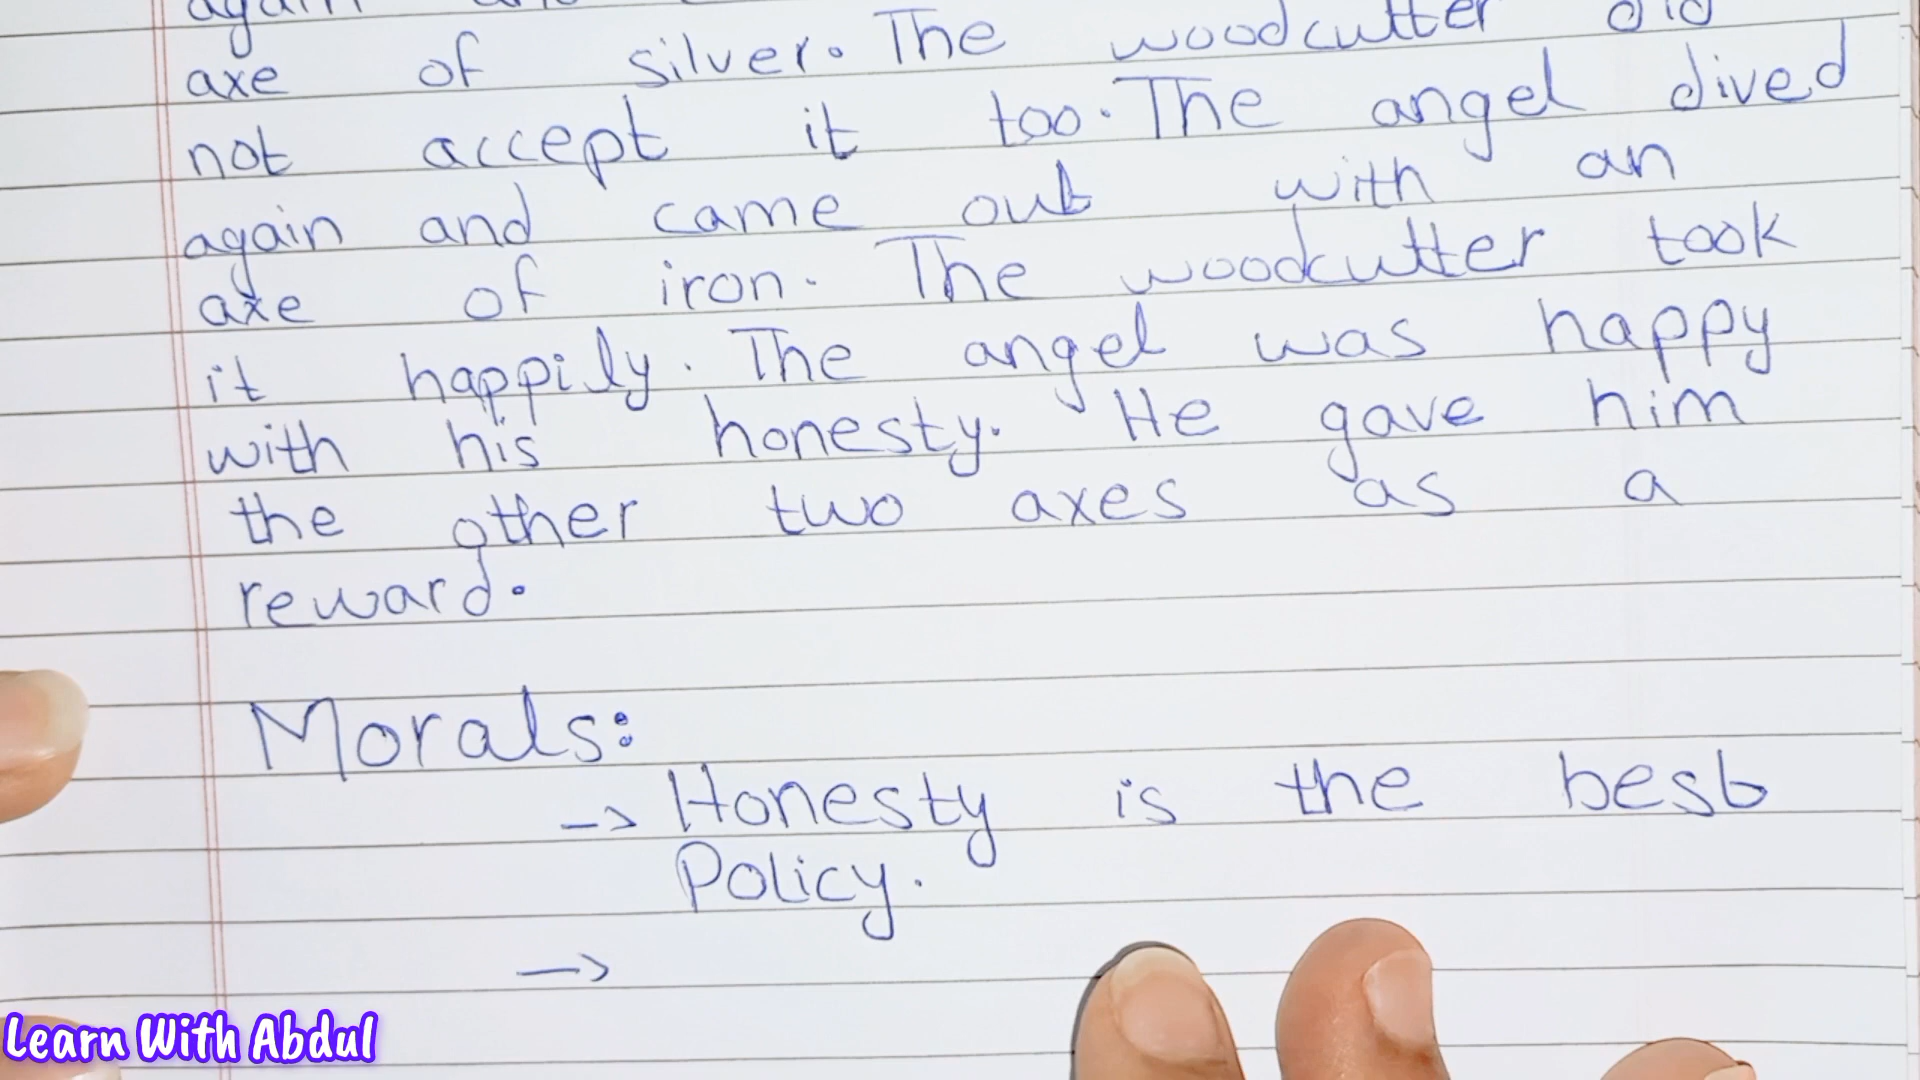 again
axe of silver. The woodcutter did
not accept it too. The angel dived
again and came out with an
axe of iron. The woodcutter took
it happily. The angel was happy
with his honesty. He gave him
the other two axes as a
reward.
Morals:
-> Honesty is the best
Policy.
->
Learn With Abdul